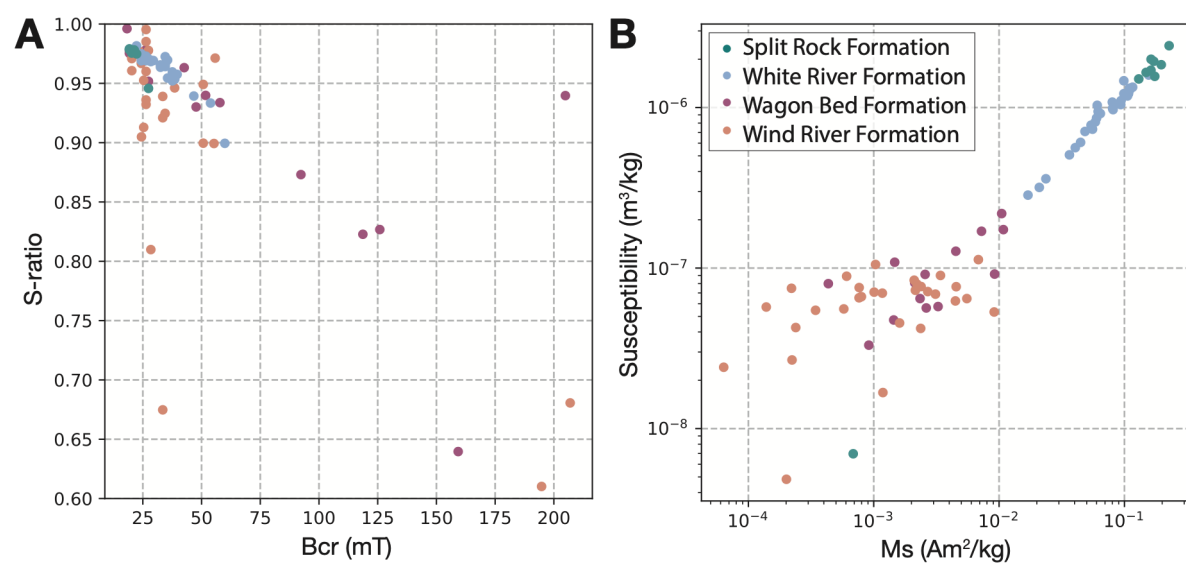 A
1.00
0.95
0.90
0.85
0.80
0.75
0.70
0.65
0.60
S-ratio
25 50 75 100 125 150 175 200
Bcr (mT)
B
Split Rock Formation
White River Formation
Wagon Bed Formation
Wind River Formation
10⁻⁶
10⁻⁷
10⁻⁸
Susceptibility (m³/kg)
10⁻⁴ 10⁻³ 10⁻² 10⁻¹
Ms (Am²/kg)